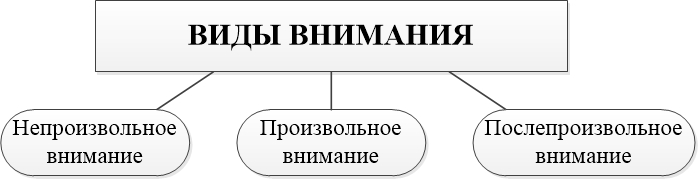 ВИДЫ ВНИМАНИЯ
Непроизвольное
внимание
Произвольное
внимание
Послепроизвольное
внимание